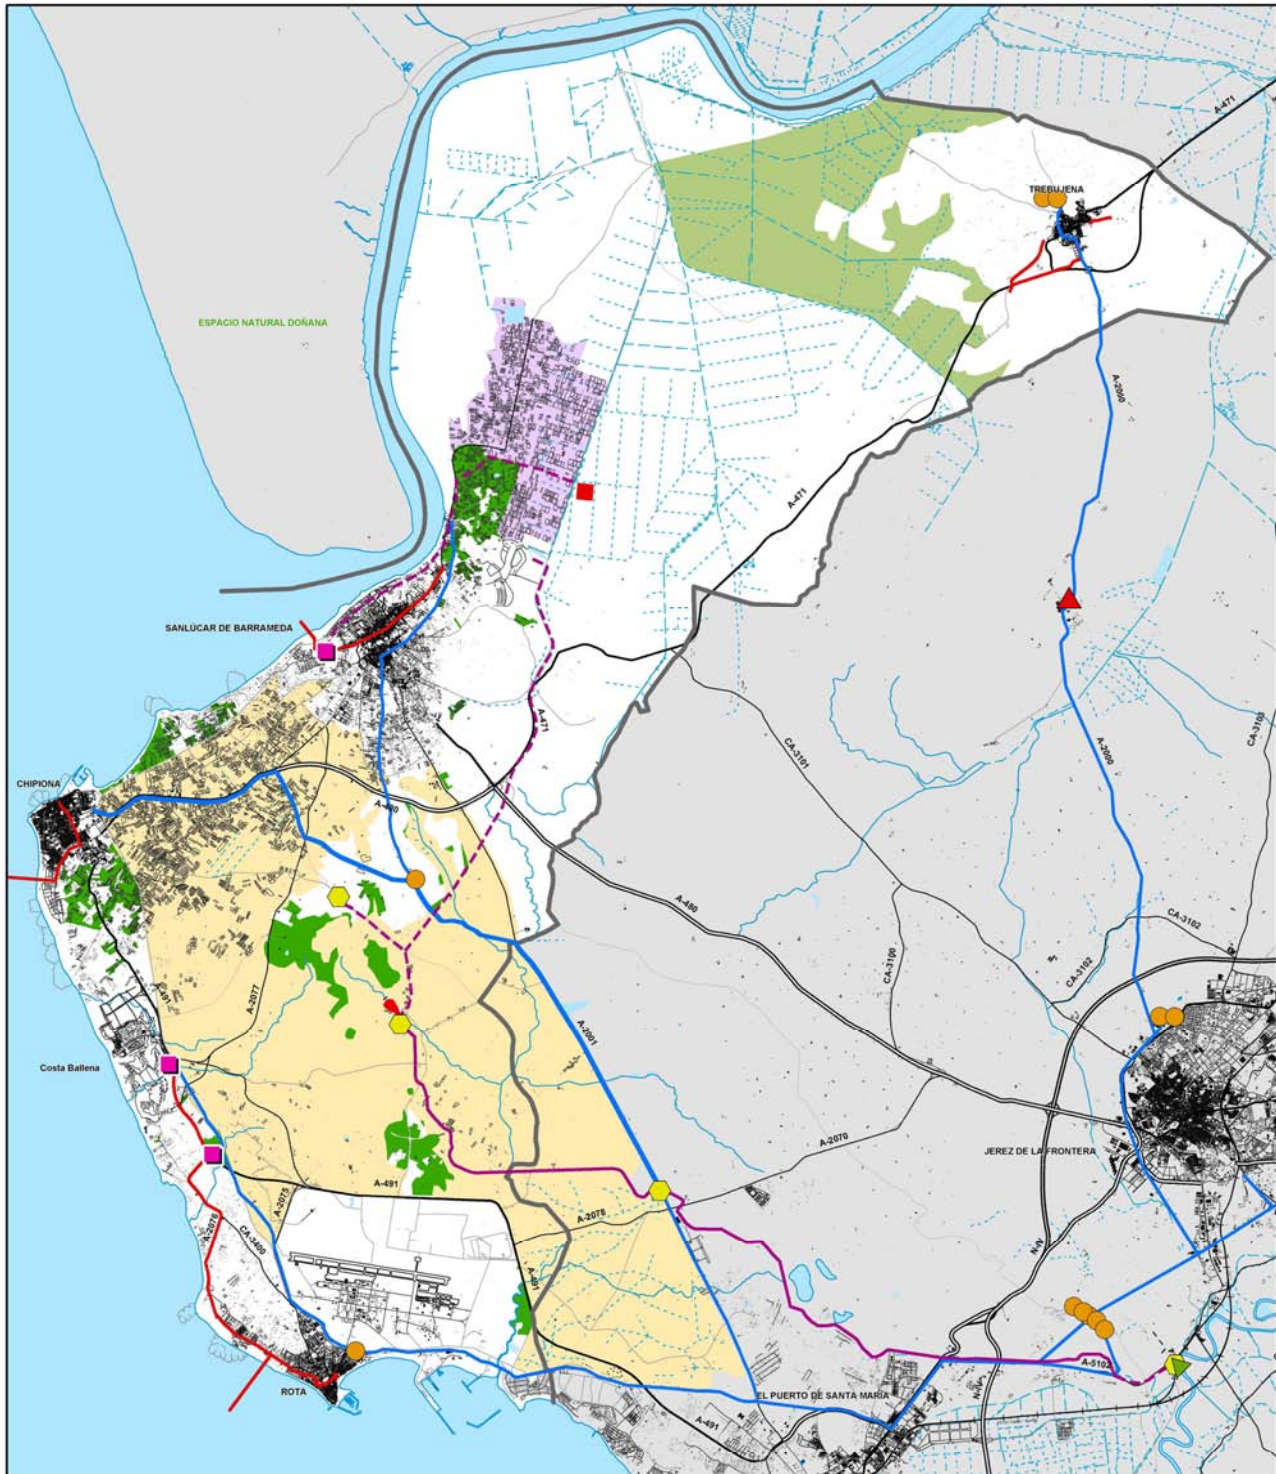 A-471
TREBUJENA
ESPACIO NATURAL DOÑANA
A-2000
A-471
SANLÚCAR DE BARRAMEDA
A-471
CA-3103
CA-3101
A-2000
CHIPIONA
A-480
A-480
CA-3102
CA-3100
CA-3102
A-491
A-2077
A-2001
Costa Ballena
A-2070
JEREZ DE LA FRONTERA
A-491
A-2075
A-2078
A-2076
CA-3400
N-IV
A-491
A-5102
ROTA
EL PUERTO DE SANTA MARÍA
N-IV
A-491